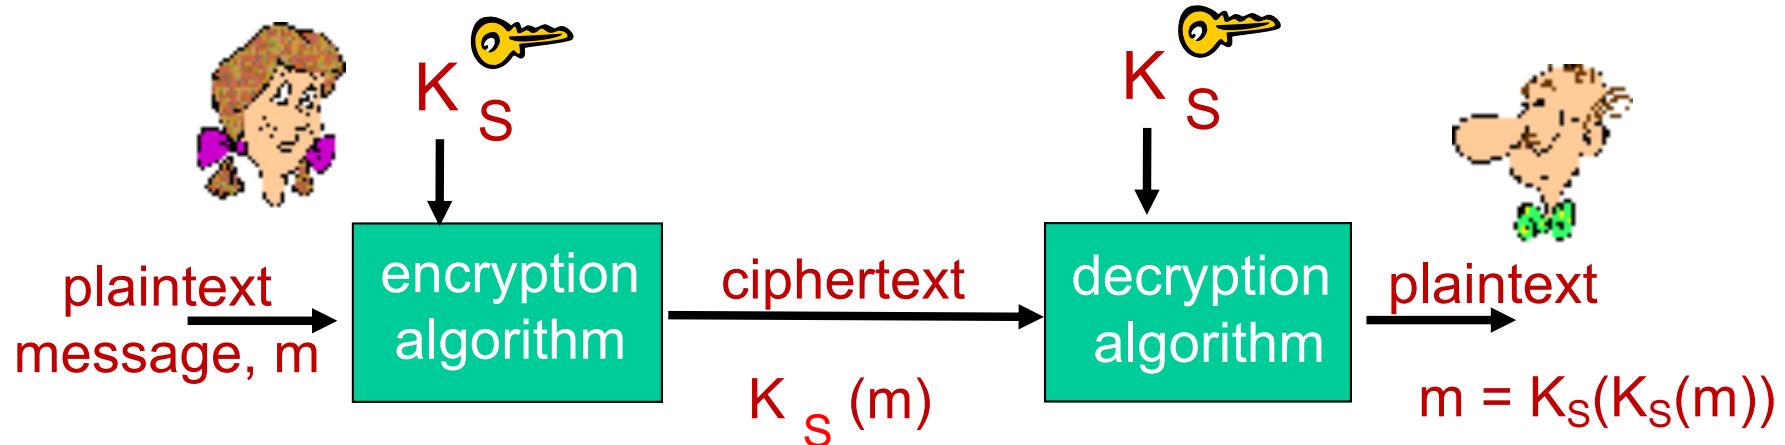 K S
K S
plaintext
message, m
encryption
algorithm
ciphertext
K S (m)
decryption
algorithm
plaintext
m = KS(KS(m))